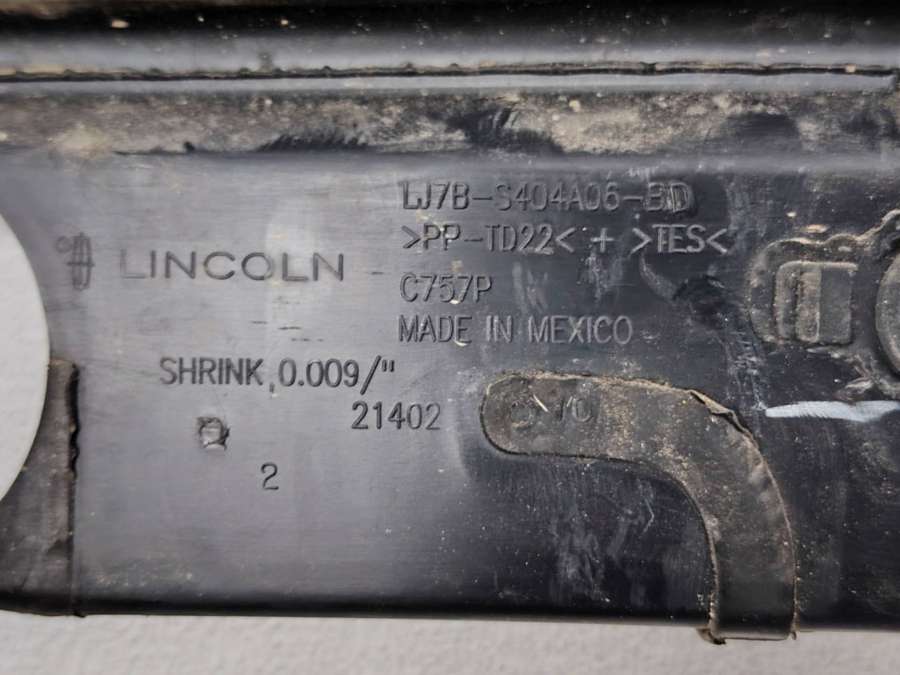 LJ7B-S404A06-BD
>PP-TD22< + >TES<
LINCOLN
C757P
MADE IN MEXICO
SHRINK 0.009/"
21402
2